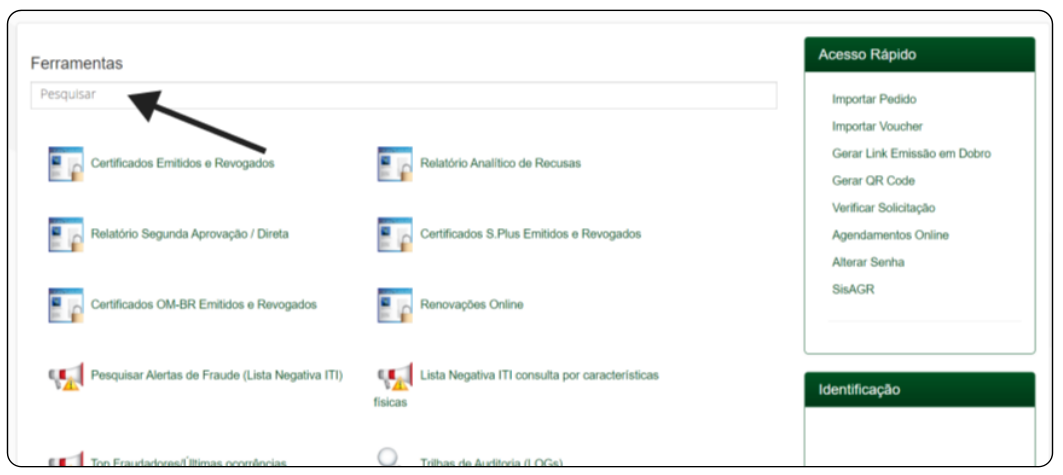 Ferramentas
Pesquisar
Certificados Emitidos e Revogados
Relatório Analítico de Recusas
Relatório Segunda Aprovação / Direta
Certificados S.Plus Emitidos e Revogados
Certificados OM-BR Emitidos e Revogados
Renovações Online
Pesquisar Alertas de Fraude (Lista Negativa ITI)
Lista Negativa ITI consulta por características
físicas
Top Fraudadores/Últimas ocorrências
Trilhas de Auditoria (LOGs)
Acesso Rápido
Importar Pedido
Importar Voucher
Gerar Link Emissão em Dobro
Gerar QR Code
Verificar Solicitação
Agendamentos Online
Alterar Senha
SisAGR
Identificação